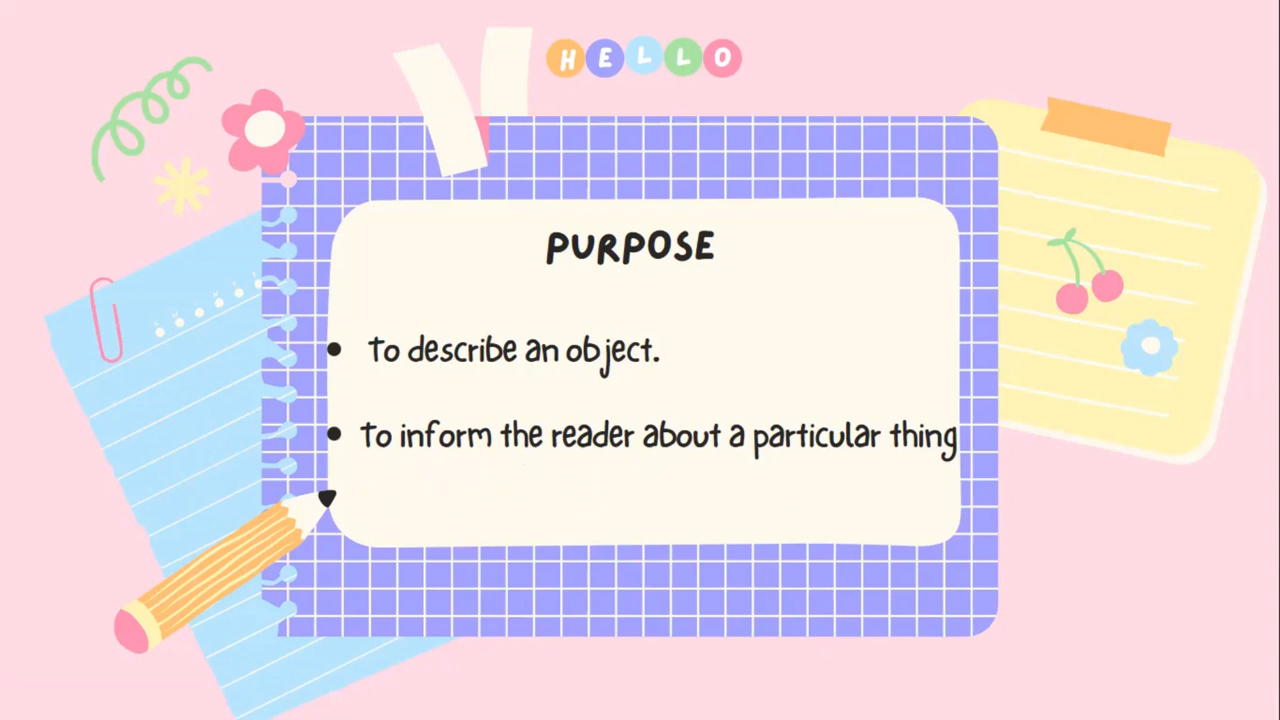 HELLO
PURPOSE
• To describe an object.
• To inform the reader about a particular thing